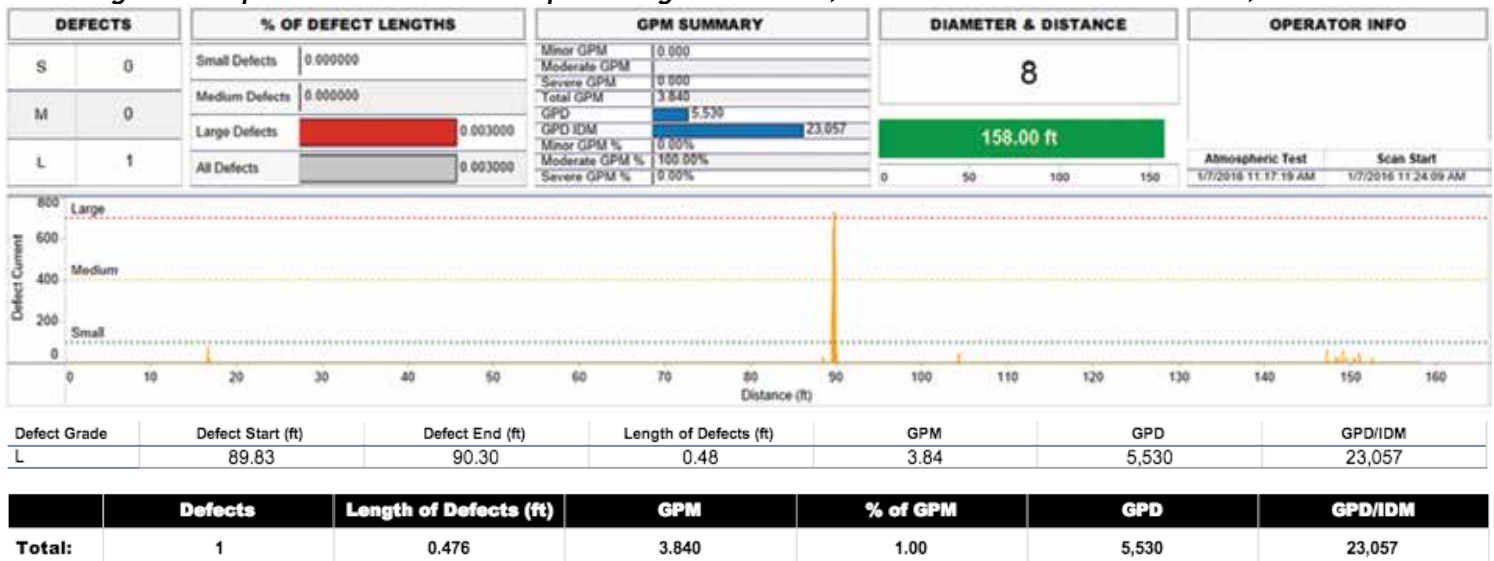 DEFECTS
S 0
M 0
L 1
% OF DEFECT LENGTHS
Small Defects 0.000000
Medium Defects 0.000000
Large Defects 0.003000
All Defects 0.003000
GPM SUMMARY
Minor GPM 0.000
Moderate GPM
Severe GPM 0.000
Total GPM 3.840
GPD 5,530
GPD IDM 23,057
Minor GPM % 0.00%
Moderate GPM % 100.00%
Severe GPM % 0.00%
DIAMETER & DISTANCE
8
158.00 ft
0 50 100 150
OPERATOR INFO
Atmospheric Test Scan Start
1/7/2016 11:17:19 AM 1/7/2016 11:24:09 AM
Defect Current
800
600
400
200
0
Large
Medium
Small
0 10 20 30 40 50 60 70 80 90 100 110 120 130 140 150 160
Distance (ft)
Defect Grade Defect Start (ft) Defect End (ft) Length of Defects (ft) GPM GPD GPD/IDM
L 89.83 90.30 0.48 3.84 5,530 23,057
Defects Length of Defects (ft) GPM % of GPM GPD GPD/IDM
Total: 1 0.476 3.840 1.00 5,530 23,057